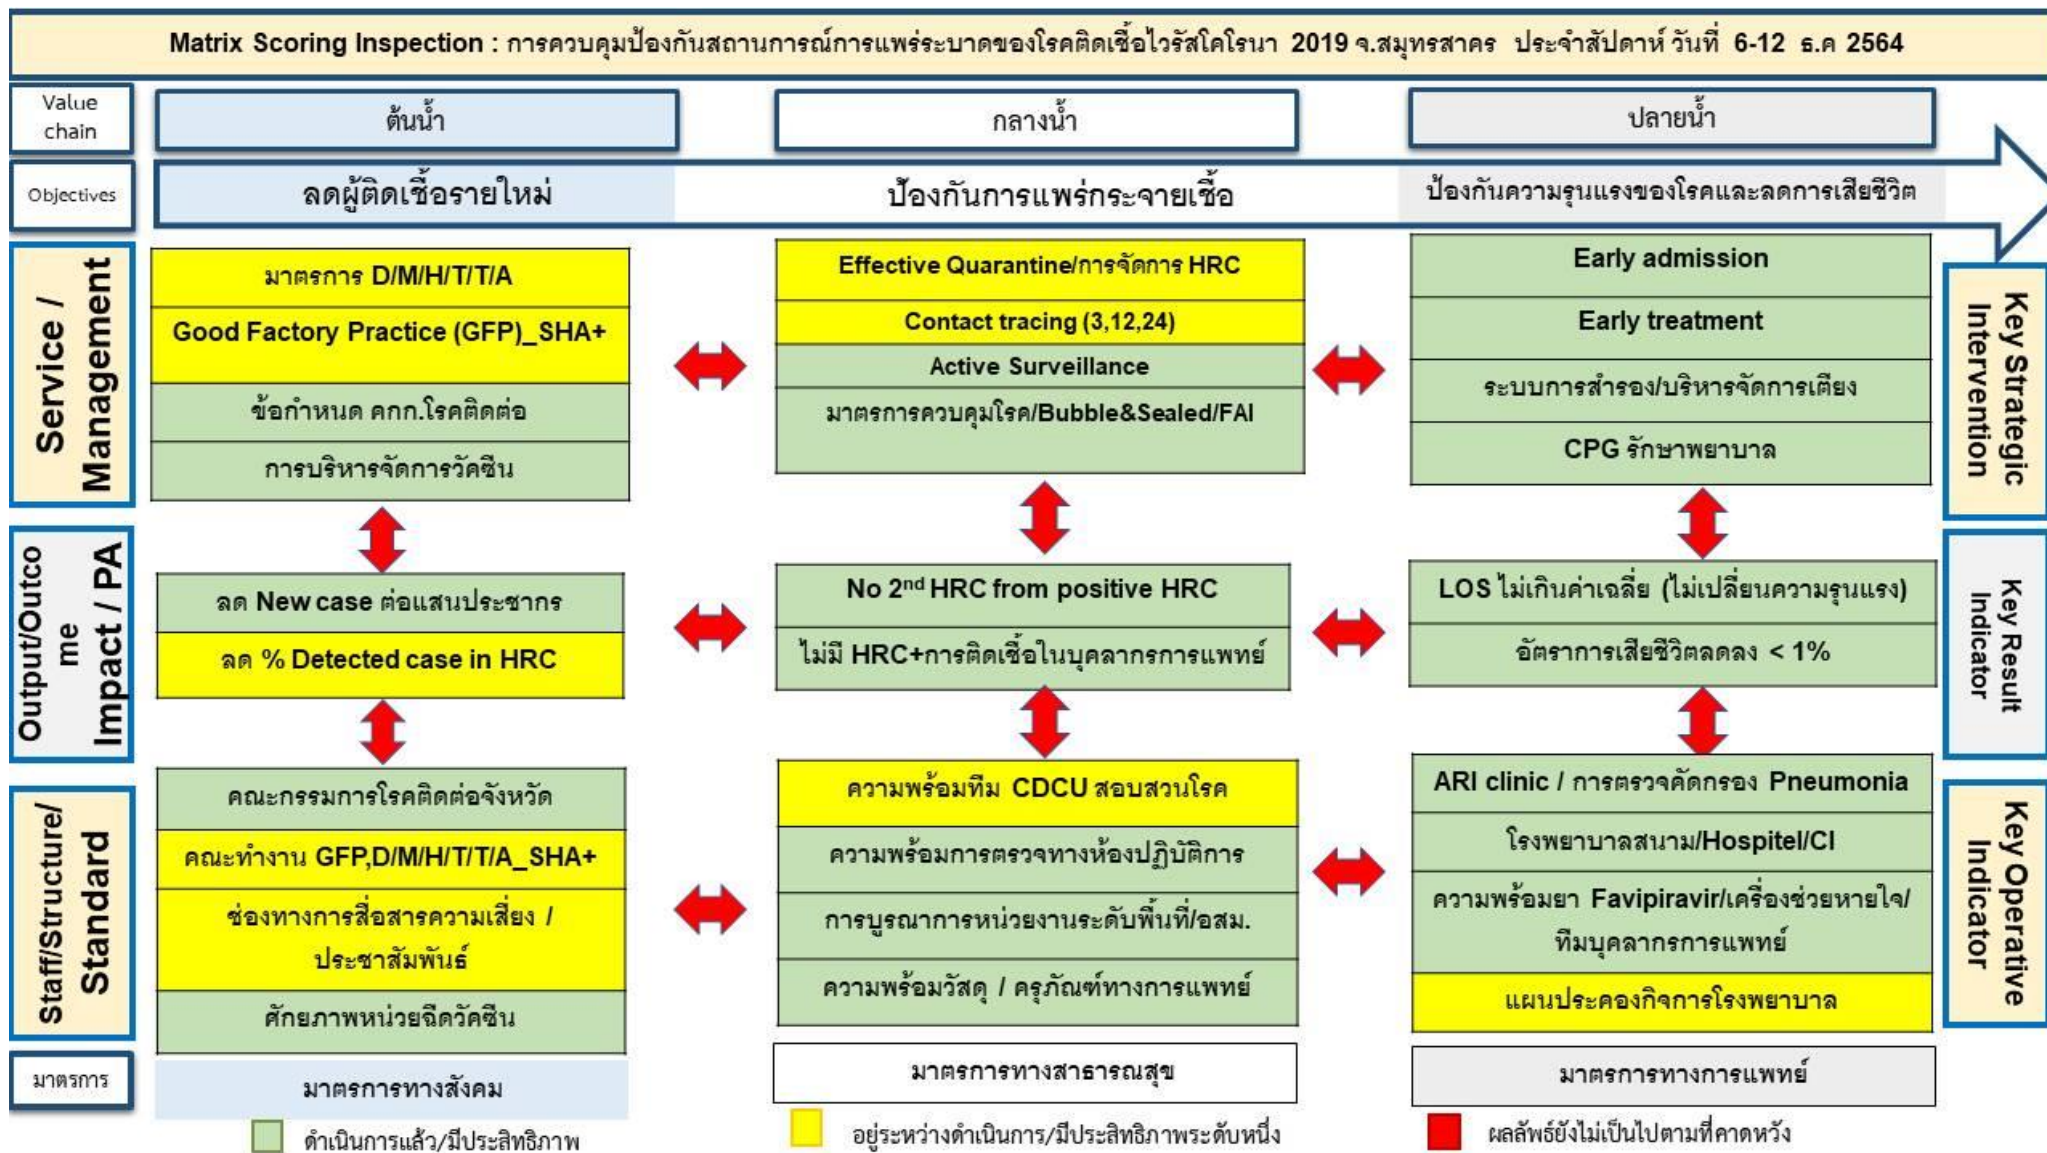 Matrix Scoring Inspection : การควบคุมป้องกันสถานการณ์การแพร่ระบาดของโรคติดเชื้อไวรัสโคโรนา 2019 จ.สมุทรสาคร ประจำสัปดาห์ วันที่ 6-12 ธ.ค 2564
Value
chain
ต้นน้ำ
กลางน้ำ
ปลายน้ำ
Objectives
ลดผู้ติดเชื้อรายใหม่
ป้องกันการแพร่กระจายเชื้อ
ป้องกันความรุนแรงของโรคและลดการเสียชีวิต
Service /
Management
มาตรการ D/M/H/T/T/A
Good Factory Practice (GFP)_SHA+
ข้อกำหนด คกก.โรคติดต่อ
การบริหารจัดการวัคซีน
Effective Quarantine/การจัดการ HRC
Contact tracing (3,12,24)
Active Surveillance
มาตรการควบคุมโรค/Bubble&Sealed/FAI
Early admission
Early treatment
ระบบการสำรอง/บริหารจัดการเตียง
CPG รักษาพยาบาล
Key Strategic
Intervention
Output/Outco
me
Impact / PA
ลด New case ต่อแสนประชากร
ลด % Detected case in HRC
No 2nd HRC from positive HRC
ไม่มี HRC+การติดเชื้อในบุคลากรการแพทย์
LOS ไม่เกินค่าเฉลี่ย (ไม่เปลี่ยนความรุนแรง)
อัตราการเสียชีวิตลดลง < 1%
Key Result
Indicator
Staff/Structure/
Standard
คณะกรรมการโรคติดต่อจังหวัด
คณะทำงาน GFP,D/M/H/T/T/A_SHA+
ช่องทางการสื่อสารความเสี่ยง /
ประชาสัมพันธ์
ศักยภาพหน่วยฉีดวัคซีน
ความพร้อมทีม CDCU สอบสวนโรค
ความพร้อมการตรวจทางห้องปฏิบัติการ
การบูรณาการหน่วยงานระดับพื้นที่/อสม.
ความพร้อมวัสดุ / ครุภัณฑ์ทางการแพทย์
ARI clinic / การตรวจคัดกรอง Pneumonia
โรงพยาบาลสนาม/Hospitel/CI
ความพร้อมยา Favipiravir/เครื่องช่วยหายใจ/
ทีมบุคลากรการแพทย์
แผนประคองกิจการโรงพยาบาล
Key Operative
Indicator
มาตรการ
มาตรการทางสังคม
มาตรการทางสาธารณสุข
มาตรการทางการแพทย์
ดำเนินการแล้ว/มีประสิทธิภาพ
อยู่ระหว่างดำเนินการ/มีประสิทธิภาพระดับหนึ่ง
ผลลัพธ์ยังไม่เป็นไปตามที่คาดหวัง